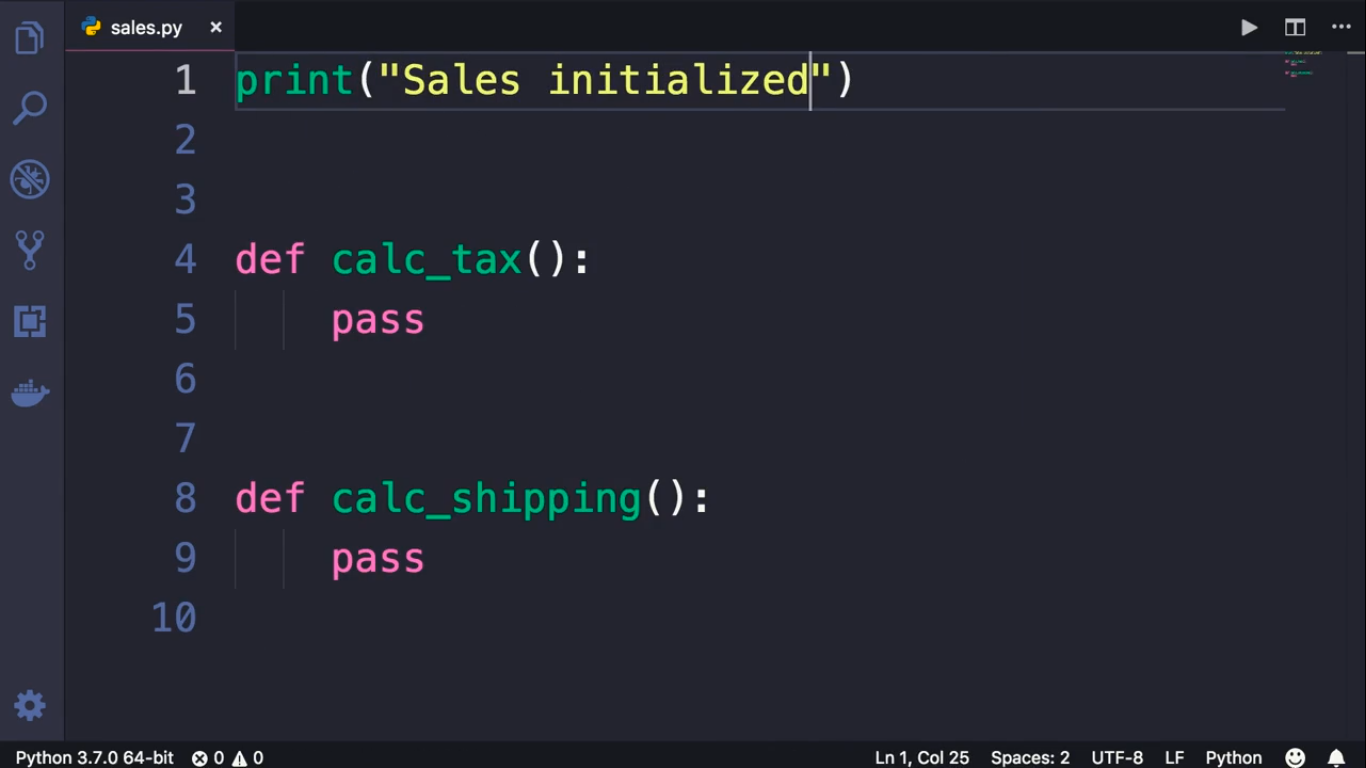 sales.py ×
1 print("Sales initialized")
2
3
4 def calc_tax():
5     pass
6
7
8 def calc_shipping():
9     pass
10
Python 3.7.0 64-bit 0 0 Ln 1, Col 25 Spaces: 2 UTF-8 LF Python